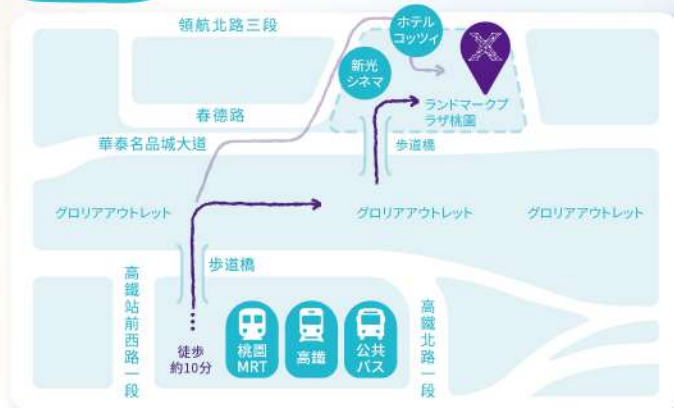 領航北路三段
ホテル
コッツィ
新光
シネマ
ランドマークプ
ラザ桃園
春德路
華泰名品城大道
歩道橋
グロリアアウトレット
グロリアアウトレット
グロリアアウトレット
歩道橋
高鐵站前西路一段
徒歩
約10分
桃園
MRT
高鐵
公共
バス
高鐵北路一段